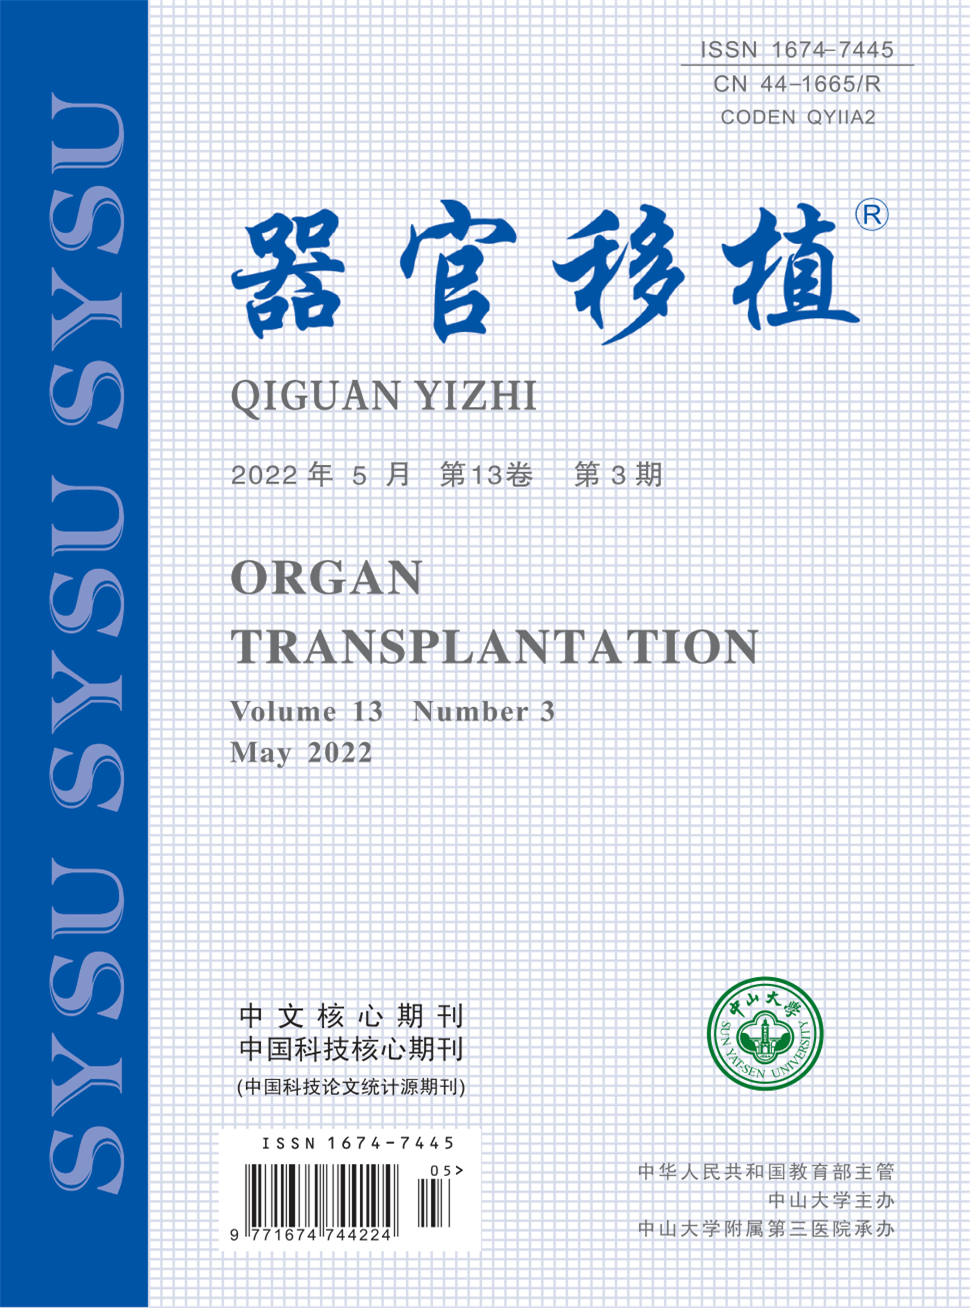 ISSN 1674-7445
CN 44-1665/R
CODEN QYIIA2
器官移植®
QIGUAN YIZHI
2022 年 5 月 第13卷 第 3 期
ORGAN
TRANSPLANTATION
Volume 13 Number 3
May 2022
SYSU SYSU SYSU SYSU
中文核心期刊
中国科技核心期刊
(中国科技论文统计源期刊)
中山大学
SUN YAT-SEN UNIVERSITY
ISSN 1674-7445
05>
9 771674 744224
中华人民共和国教育部主管
中山大学主办
中山大学附属第三医院承办